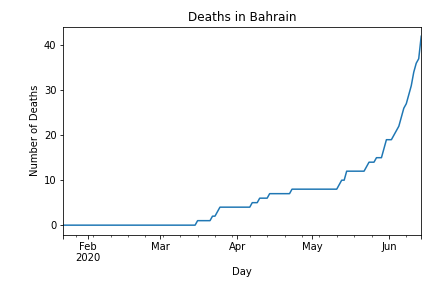 Deaths in Bahrain
Number of Deaths
40
30
20
10
0
Feb
2020
Mar
Apr
May
Jun
Day